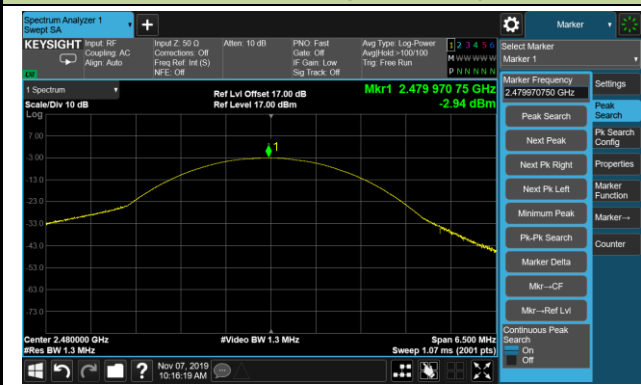 Spectrum Analyzer 1
Swept SA
Marker
KEYSIGHT
Input: RF
Coupling: AC
Align: Auto
Input Z: 50 Ω
Corrections: Off
Freq Ref: Int (S)
NFE: Off
Atten: 10 dB
PNO: Fast
Gate: Off
IF Gain: Low
Sig Track: Off
Avg Type: Log-Power
Avg|Hold:>100/100
Trig: Free Run
1 2 3 4 5 6
M W W W W W
P N N N N N
Select Marker
Marker 1
1 Spectrum
Scale/Div 10 dB
Log
Ref Lvl Offset 17.00 dB
Ref Level 17.00 dBm
Mkr1 2.479 970 75 GHz
-2.94 dBm
7.00
-3.00
-13.0
-23.0
-33.0
-43.0
-53.0
-63.0
-73.0
1
Center 2.480000 GHz
#Res BW 1.3 MHz
#Video BW 1.3 MHz
Span 6.500 MHz
Sweep 1.07 ms (2001 pts)
Marker Frequency
2.479970750 GHz
Peak Search
Next Peak
Next Pk Right
Next Pk Left
Minimum Peak
Pk-Pk Search
Marker Delta
Mkr→CF
Mkr→Ref Lvl
Continuous Peak
Search
On
Off
Settings
Peak
Search
Pk Search
Config
Properties
Marker
Function
Marker→
Counter
?
Nov 07, 2019
10:16:19 AM